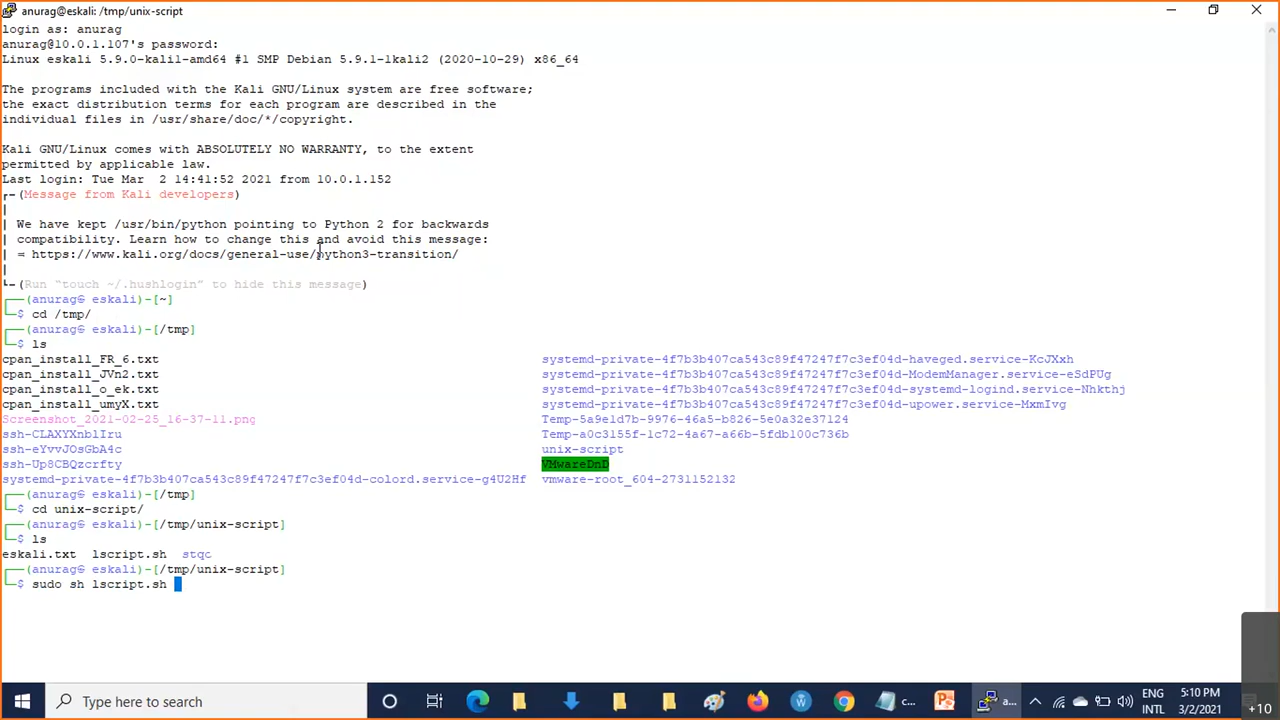 anurag@eskali: /tmp/unix-script
login as: anurag
anurag@10.0.1.107's password:
Linux eskali 5.9.0-kali1-amd64 #1 SMP Debian 5.9.1-1kali2 (2020-10-29) x86_64
The programs included with the Kali GNU/Linux system are free software;
the exact distribution terms for each program are described in the
individual files in /usr/share/doc/*/copyright.
Kali GNU/Linux comes with ABSOLUTELY NO WARRANTY, to the extent
permitted by applicable law.
Last login: Tue Mar  2 14:41:52 2021 from 10.0.1.152
┏━(Message from Kali developers)
┃
┃ We have kept /usr/bin/python pointing to Python 2 for backwards
┃ compatibility. Learn how to change this and avoid this message:
┃ ⇒ https://www.kali.org/docs/general-use/python3-transition/
┃
┗━(Run “touch ~/.hushlogin” to hide this message)
┌──(anurag㉿ eskali)-[~]
└─$ cd /tmp/
┌──(anurag㉿ eskali)-[/tmp]
└─$ ls
cpan_install_FR_6.txt systemd-private-4f7b3b407ca543c89f47247f7c3ef04d-haveged.service-KcJXxh
cpan_install_JVn2.txt systemd-private-4f7b3b407ca543c89f47247f7c3ef04d-ModemManager.service-eSdPUg
cpan_install_o_ek.txt systemd-private-4f7b3b407ca543c89f47247f7c3ef04d-systemd-logind.service-Nhkthj
cpan_install_umyX.txt systemd-private-4f7b3b407ca543c89f47247f7c3ef04d-upower.service-MxmIvg
Screenshot_2021-02-25_16-37-11.png Temp-5a9e1d7b-9976-46a5-b826-5e0a32e37124
ssh-CLAXYXnblIru Temp-a0c3155f-1c72-4a67-a66b-5fdb100c736b
ssh-eYvvJOsGbA4c unix-script
ssh-Up8CBQzcrfty VMwareDnD
systemd-private-4f7b3b407ca543c89f47247f7c3ef04d-colord.service-g4U2Hf vmware-root_604-2731152132
┌──(anurag㉿ eskali)-[/tmp]
└─$ cd unix-script/
┌──(anurag㉿ eskali)-[/tmp/unix-script]
└─$ ls
eskali.txt  lscript.sh  stqc
┌──(anurag㉿ eskali)-[/tmp/unix-script]
└─$ sudo sh lscript.sh
Type here to search
c...
a...
ENG
INTL
5:10 PM
3/2/2021
+10